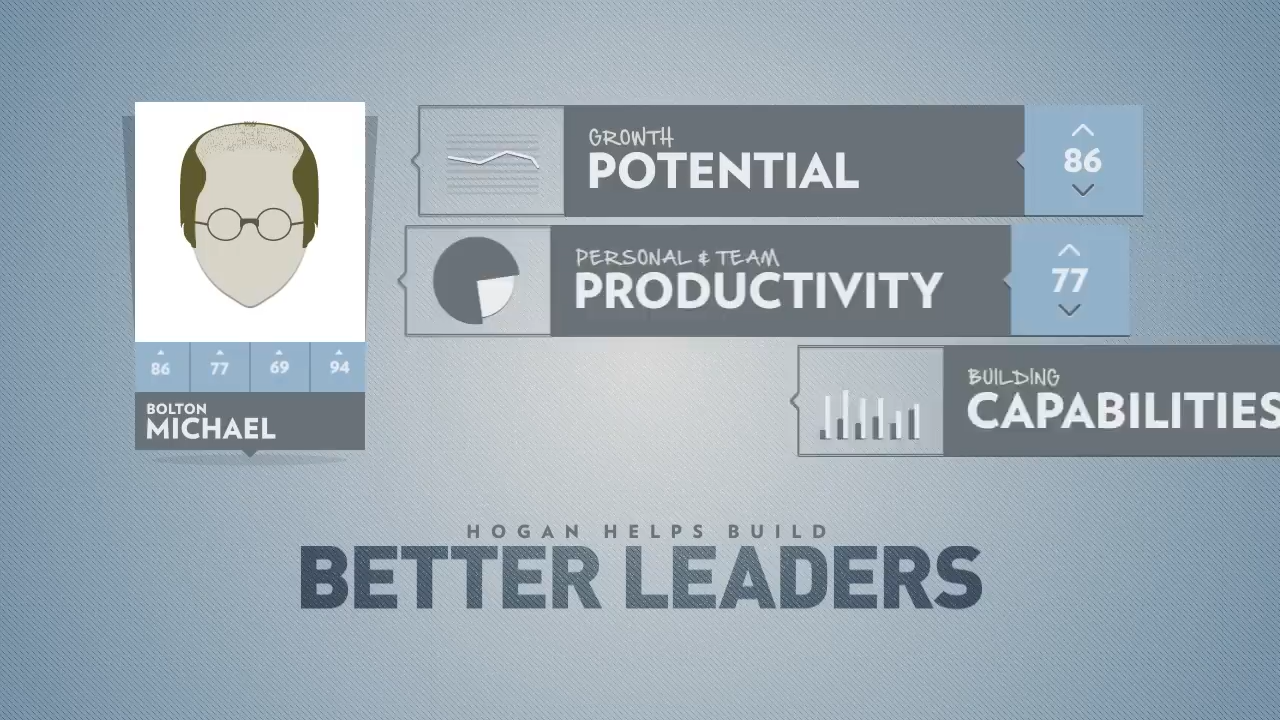 GROWTH
POTENTIAL
86
PERSONAL & TEAM
PRODUCTIVITY
77
BUILDING
CAPABILITIES
86 77 69 94
BOLTON
MICHAEL
HOGAN HELPS BUILD
BETTER LEADERS